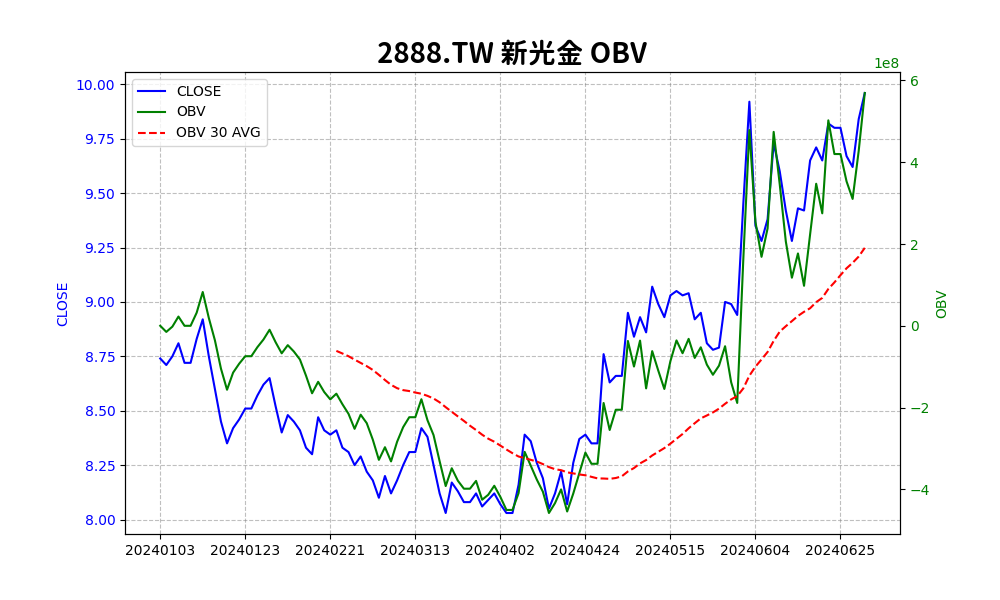 2888.TW 新光金 OBV
1e8
CLOSE
OBV
OBV 30 AVG
10.00
9.75
9.50
9.25
9.00
8.75
8.50
8.25
8.00
CLOSE
6
4
2
0
−2
−4
OBV
20240103 20240123 20240221 20240313 20240402 20240424 20240515 20240604 20240625